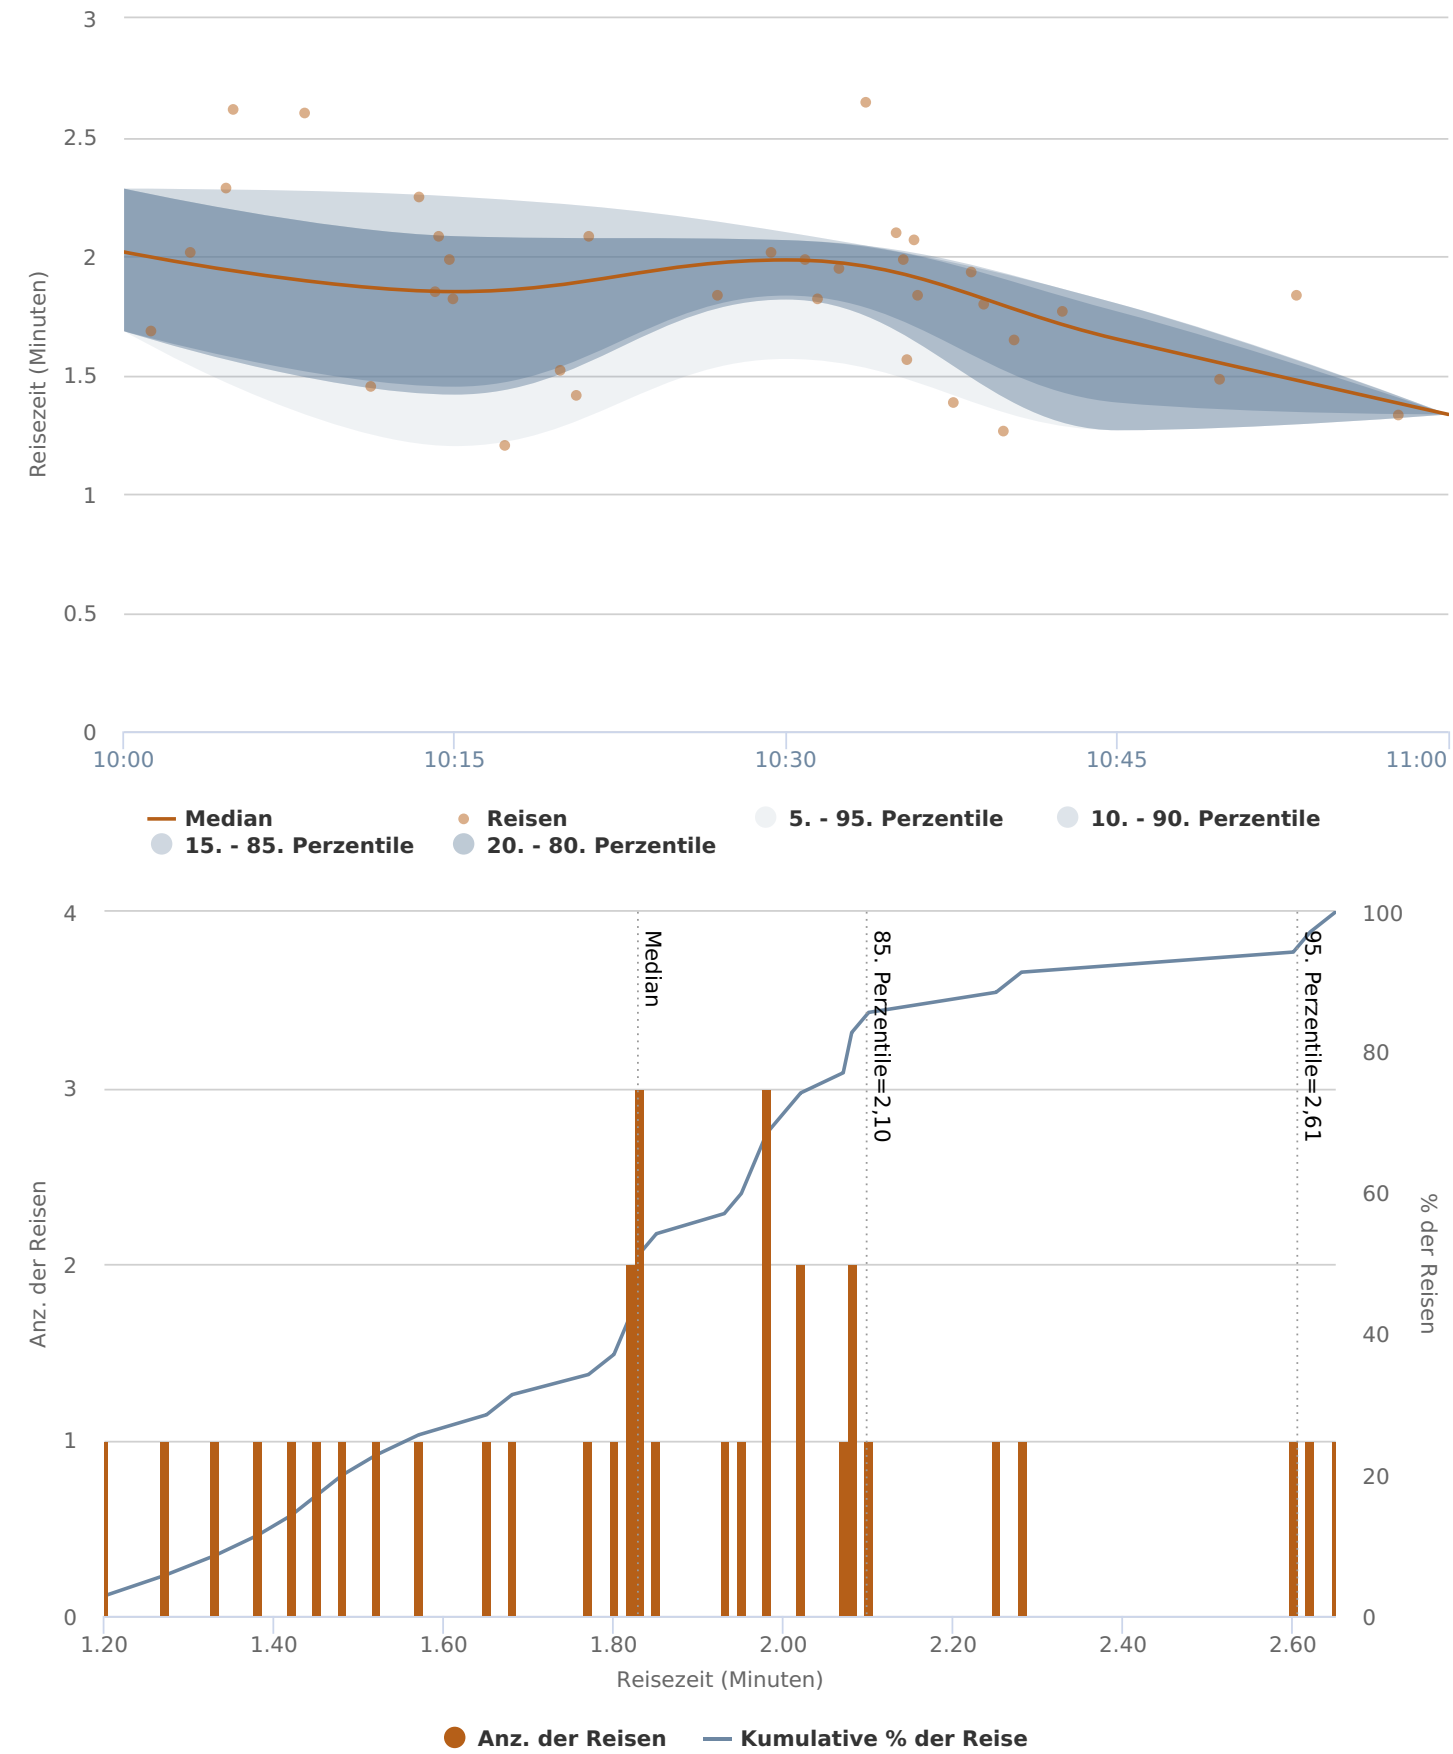 3
2.5
2
1.5
1
0.5
0
Reisezeit (Minuten)
10:00 10:15 10:30 10:45 11:00
Median Reisen 5. - 95. Perzentile 10. - 90. Perzentile
15. - 85. Perzentile 20. - 80. Perzentile
4 100
80
3
60
2
40
1
20
0 0
Anz. der Reisen
% der Reisen
Median
85. Perzentile=2,10
95. Perzentile=2,61
1.20 1.40 1.60 1.80 2.00 2.20 2.40 2.60
Reisezeit (Minuten)
Anz. der Reisen Kumulative % der Reise